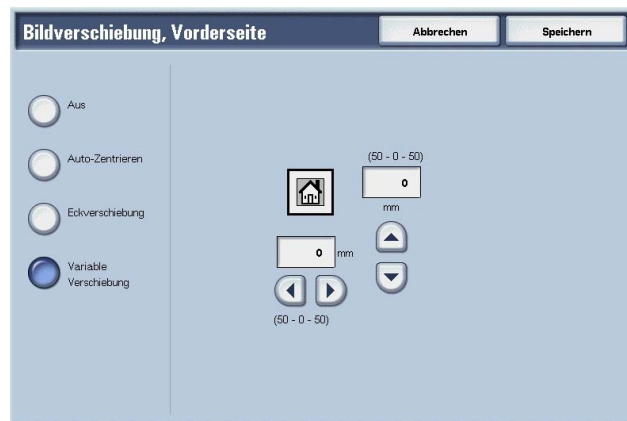 Bildverschiebung, Vorderseite
Abbrechen
Speichern
Aus
Auto-Zentrieren
Eckverschiebung
Variable
Verschiebung
(50 - 0 - 50)
0
mm
0 mm
(50 - 0 - 50)